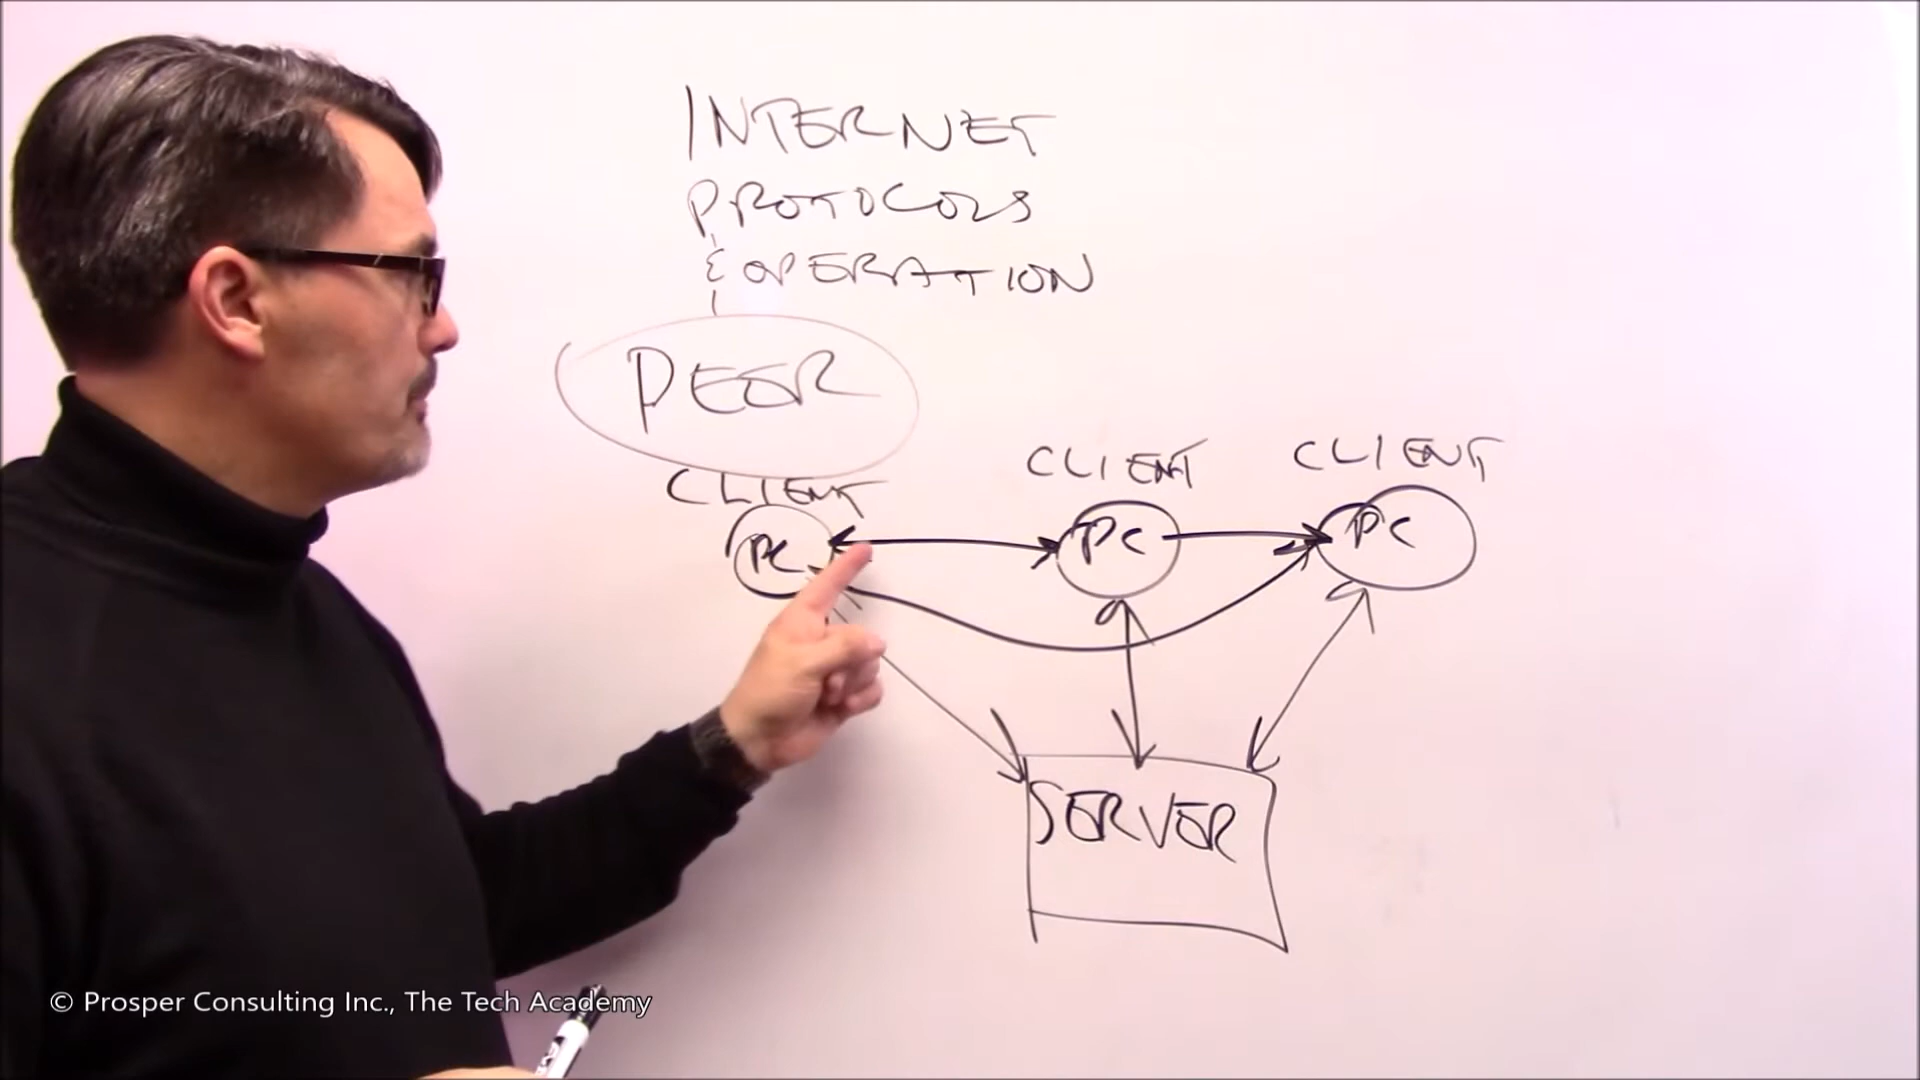 INTERNET
PROTOCOLS
& OPERATION
PEER
CLIENT
CLIENT
CLIENT
PC
PC
PC
SERVER
© Prosper Consulting Inc., The Tech Academy